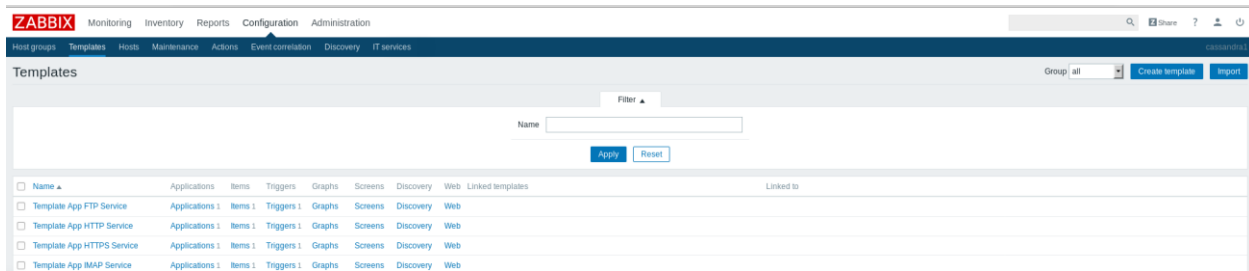 ZABBIX Monitoring Inventory Reports Configuration Administration Z Share ?
Host groups Templates Hosts Maintenance Actions Event correlation Discovery IT services cassandra1
Templates Group all Create template Import
Filter ▲
Name
Apply Reset
Name ▲ Applications Items Triggers Graphs Screens Discovery Web Linked templates Linked to
Template App FTP Service Applications 1 Items 1 Triggers 1 Graphs Screens Discovery Web
Template App HTTP Service Applications 1 Items 1 Triggers 1 Graphs Screens Discovery Web
Template App HTTPS Service Applications 1 Items 1 Triggers 1 Graphs Screens Discovery Web
Template App IMAP Service Applications 1 Items 1 Triggers 1 Graphs Screens Discovery Web